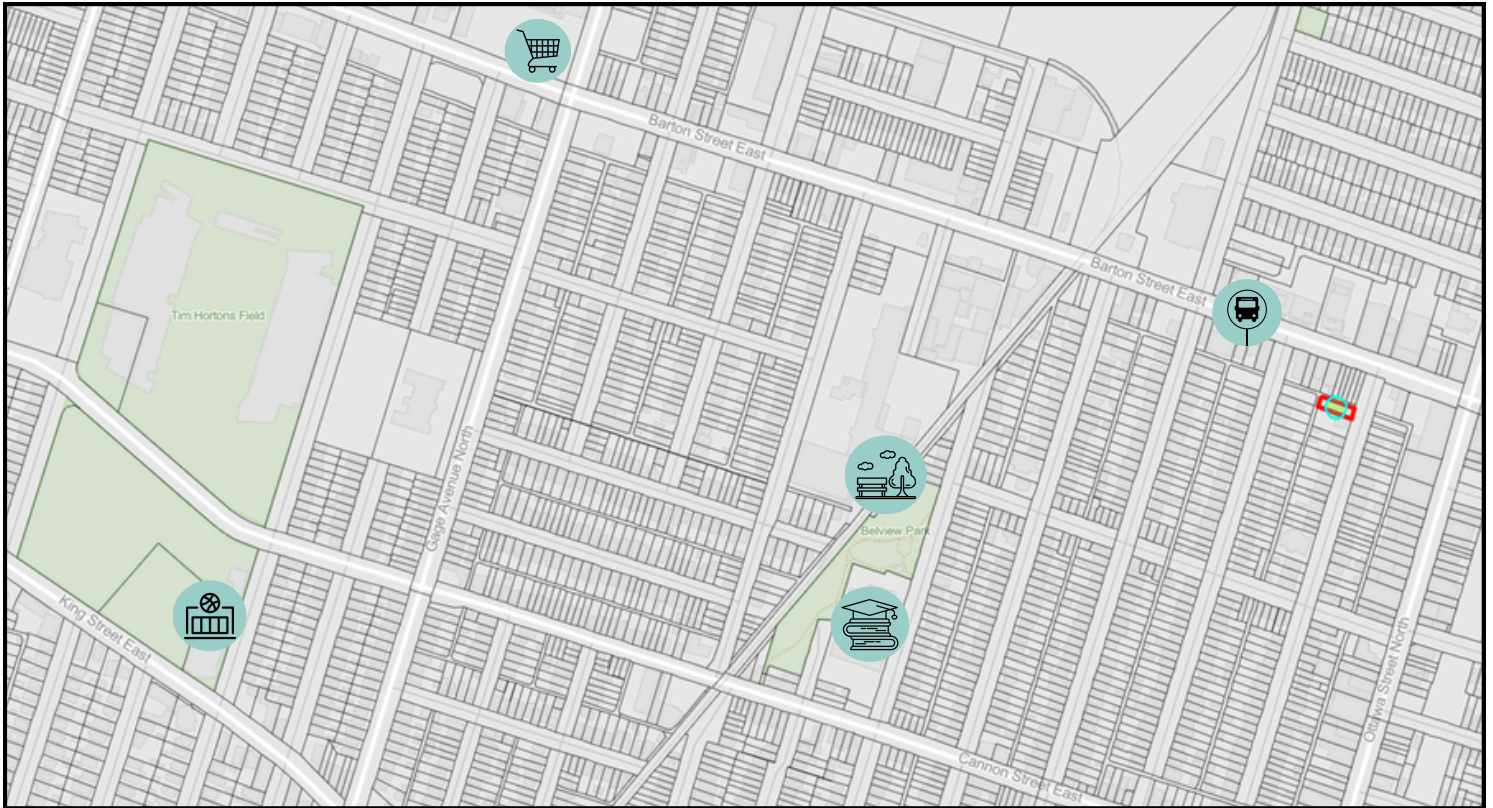 Barton Street East
Barton Street East
Tim Hortons Field
Gage Avenue North
Belview Park
King Street East
Ottawa Street North
Cannon Street East